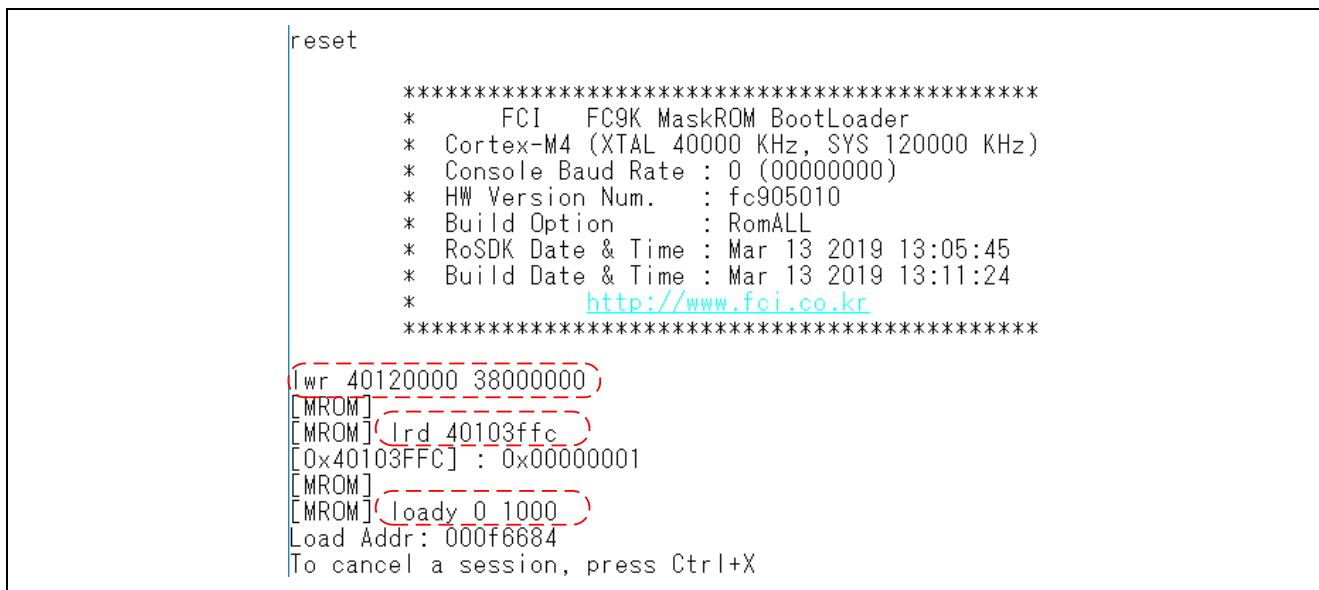 reset
**********************************************
* FCI FC9K MaskROM BootLoader
* Cortex-M4 (XTAL 40000 KHz, SYS 120000 KHz)
* Console Baud Rate : 0 (00000000)
* HW Version Num. : fc905010
* Build Option : RomALL
* RoSDK Date & Time : Mar 13 2019 13:05:45
* Build Date & Time : Mar 13 2019 13:11:24
* http://www.fci.co.kr
**********************************************
lwr 40120000 38000000
[MROM]
[MROM] lrd 40103ffc
[0x40103FFC] : 0x00000001
[MROM]
[MROM] loady 0 1000
Load Addr: 000f6684
To cancel a session, press Ctrl+X